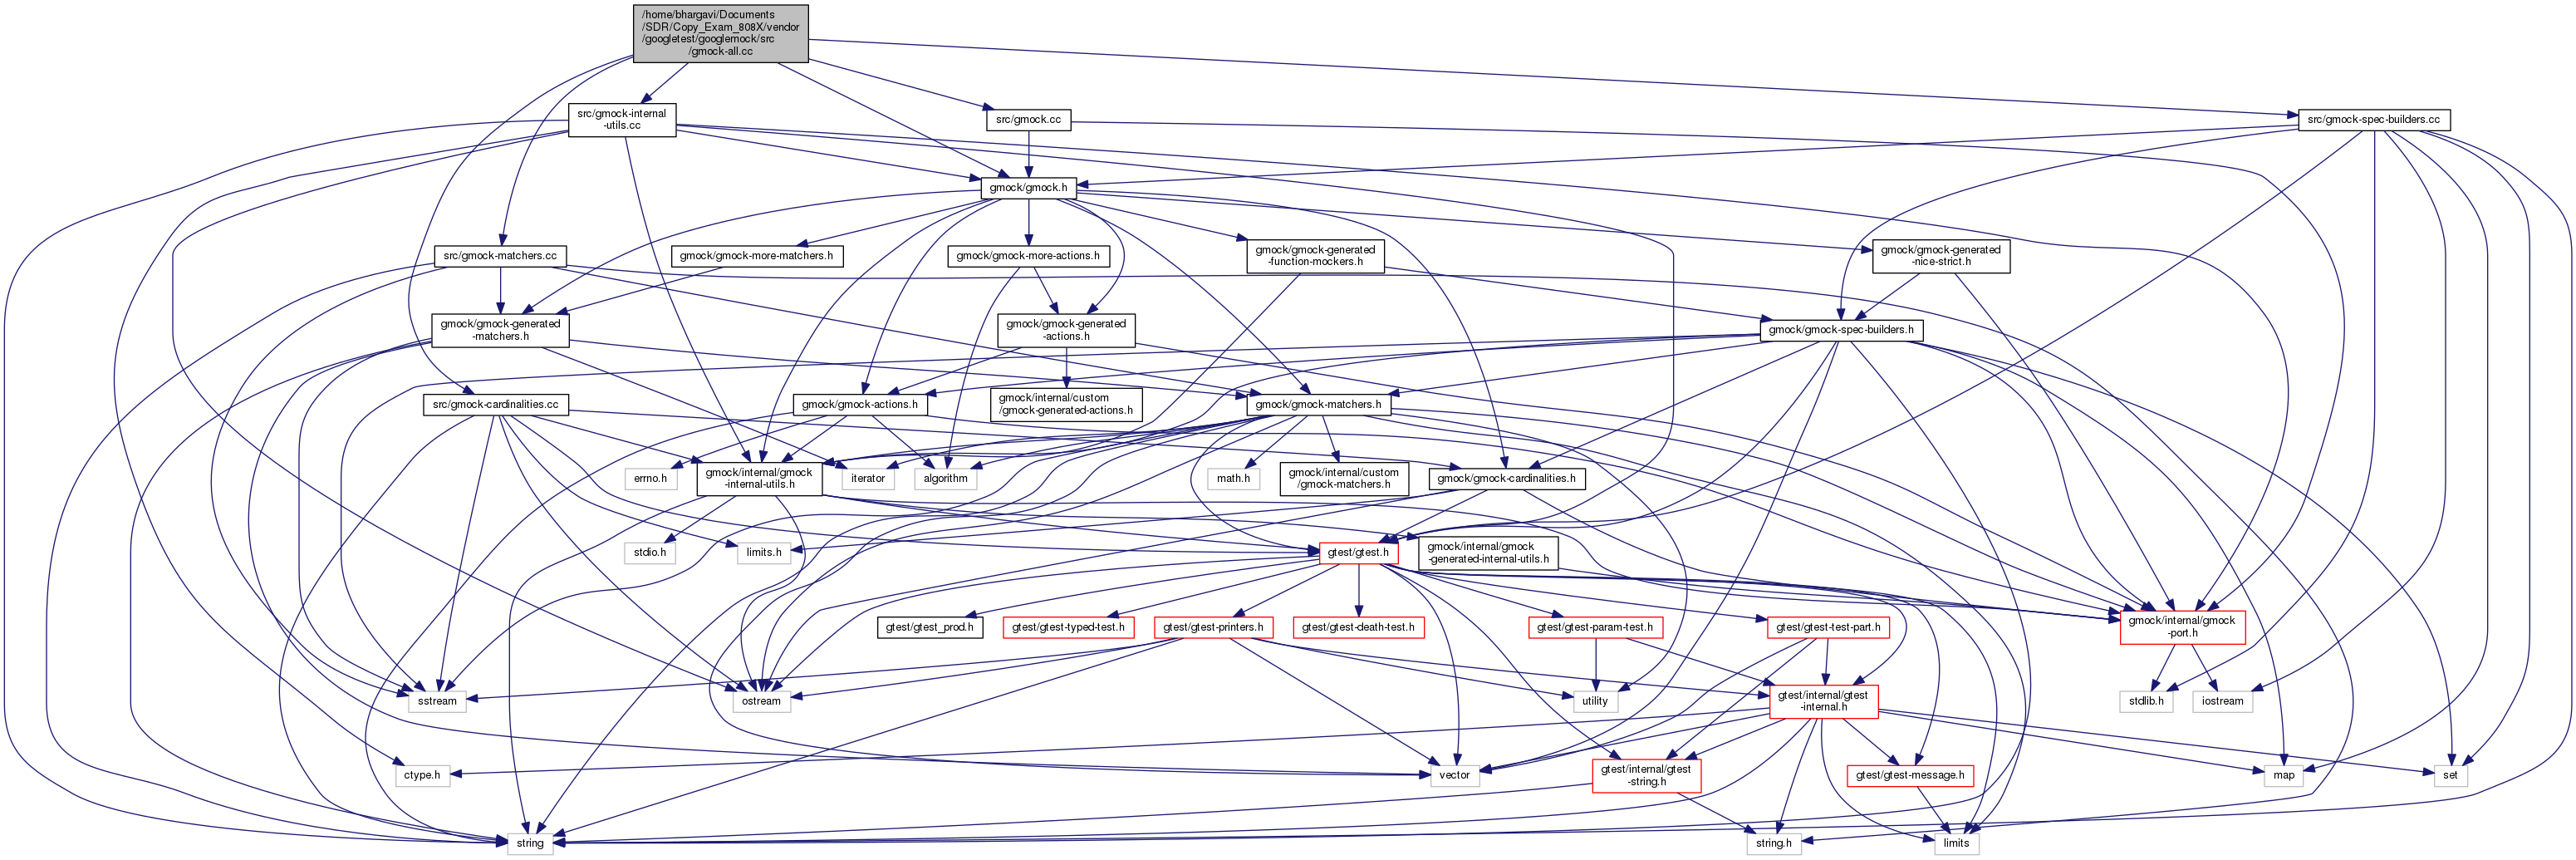 /home/bhargavi/Documents
/SDR/Copy_Exam_808X/vendor
/googletest/googlemock/src
/gmock-all.cc
src/gmock-internal
-utils.cc
src/gmock.cc
src/gmock-spec-builders.cc
gmock/gmock.h
src/gmock-matchers.cc
gmock/gmock-more-matchers.h
gmock/gmock-more-actions.h
gmock/gmock-generated
-function-mockers.h
gmock/gmock-generated
-nice-strict.h
gmock/gmock-generated
-matchers.h
gmock/gmock-generated
-actions.h
gmock/gmock-spec-builders.h
src/gmock-cardinalities.cc
gmock/gmock-actions.h
gmock/internal/custom
/gmock-generated-actions.h
gmock/gmock-matchers.h
errno.h
gmock/internal/gmock
-internal-utils.h
iterator
algorithm
math.h
gmock/internal/custom
/gmock-matchers.h
gmock/gmock-cardinalities.h
stdio.h
limits.h
gtest/gtest.h
gmock/internal/gmock
-generated-internal-utils.h
gtest/gtest_prod.h
gtest/gtest-typed-test.h
gtest/gtest-printers.h
gtest/gtest-death-test.h
gtest/gtest-param-test.h
gtest/gtest-test-part.h
gmock/internal/gmock
-port.h
sstream
ostream
utility
gtest/internal/gtest
-internal.h
stdlib.h
iostream
ctype.h
vector
gtest/internal/gtest
-string.h
gtest/gtest-message.h
map
set
string
string.h
limits